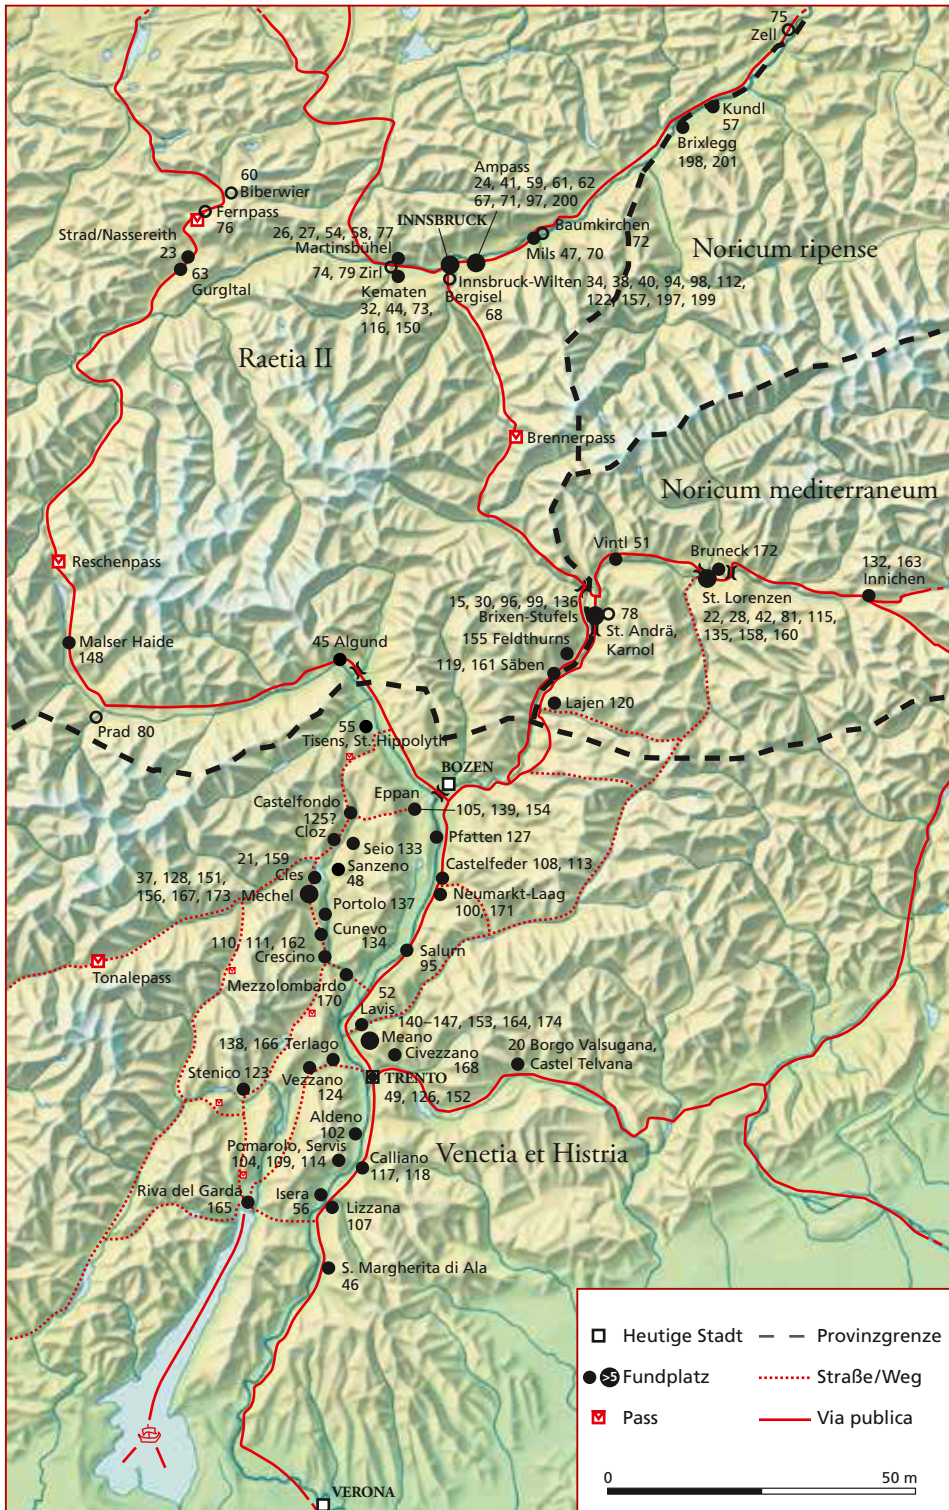 75
Zell
Kundl
57
Brixlegg
198, 201
Ampass
24, 41, 59, 61, 62
67, 71, 97, 200
60
Biberwier
Fernpass
76
INNSBRUCK
Baumkirchen
72
Strad/Nassereith
23
26, 27, 54, 58, 77
Martinsbühel
Mils 47, 70
Noricum ripense
63
Gurgltal
74, 79 Zirl
Kematen
32, 44, 73,
116, 150
Innsbruck-Wilten 34, 38, 40, 94, 98, 112,
122, 157, 197, 199
Bergisel
68
Raetia II
Brennerpass
Noricum mediterraneum
Reschenpass
Vintl 51
Bruneck 172
132, 163
Innichen
15, 30, 96, 99, 136
Brixen-Stufels
78
St. Andrä,
Karnol
St. Lorenzen
22, 28, 42, 81, 115,
135, 158, 160
Malser Haide
148
45 Algund
155 Feldthurns
119, 161 Säben
Lajen 120
Prad 80
55
Tisens, St. Hippolyth
BOZEN
Castelfondo
125?
Eppan
105, 139, 154
Cloz
Seio 133
Pfatten 127
21, 159
Cles
Sanzeno
48
Castelfeder 108, 113
37, 128, 151,
156, 167, 173 Mechel
Neumarkt-Laag
100, 171
Portolo 137
Cunevo
134
110, 111, 162
Crescino
Salurn
95
Tonalepass
Mezzolombardo
170
52
Lavis
140–147, 153, 164, 174
Meano
138, 166 Terlago
Civezzano
168
20 Borgo Valsugana,
Castel Telvana
Stenico 123
Vezzano
124
TRENTO
49, 126, 152
Aldeno
102
Pomarolo, Servis
104, 109, 114
Calliano
117, 118
Venetia et Histria
Riva del Garda
165
Isera
56
Lizzana
107
S. Margherita di Ala
46
VERONA
Heutige Stadt
Provinzgrenze
>5 Fundplatz
Straße/Weg
Pass
Via publica
0 50 m